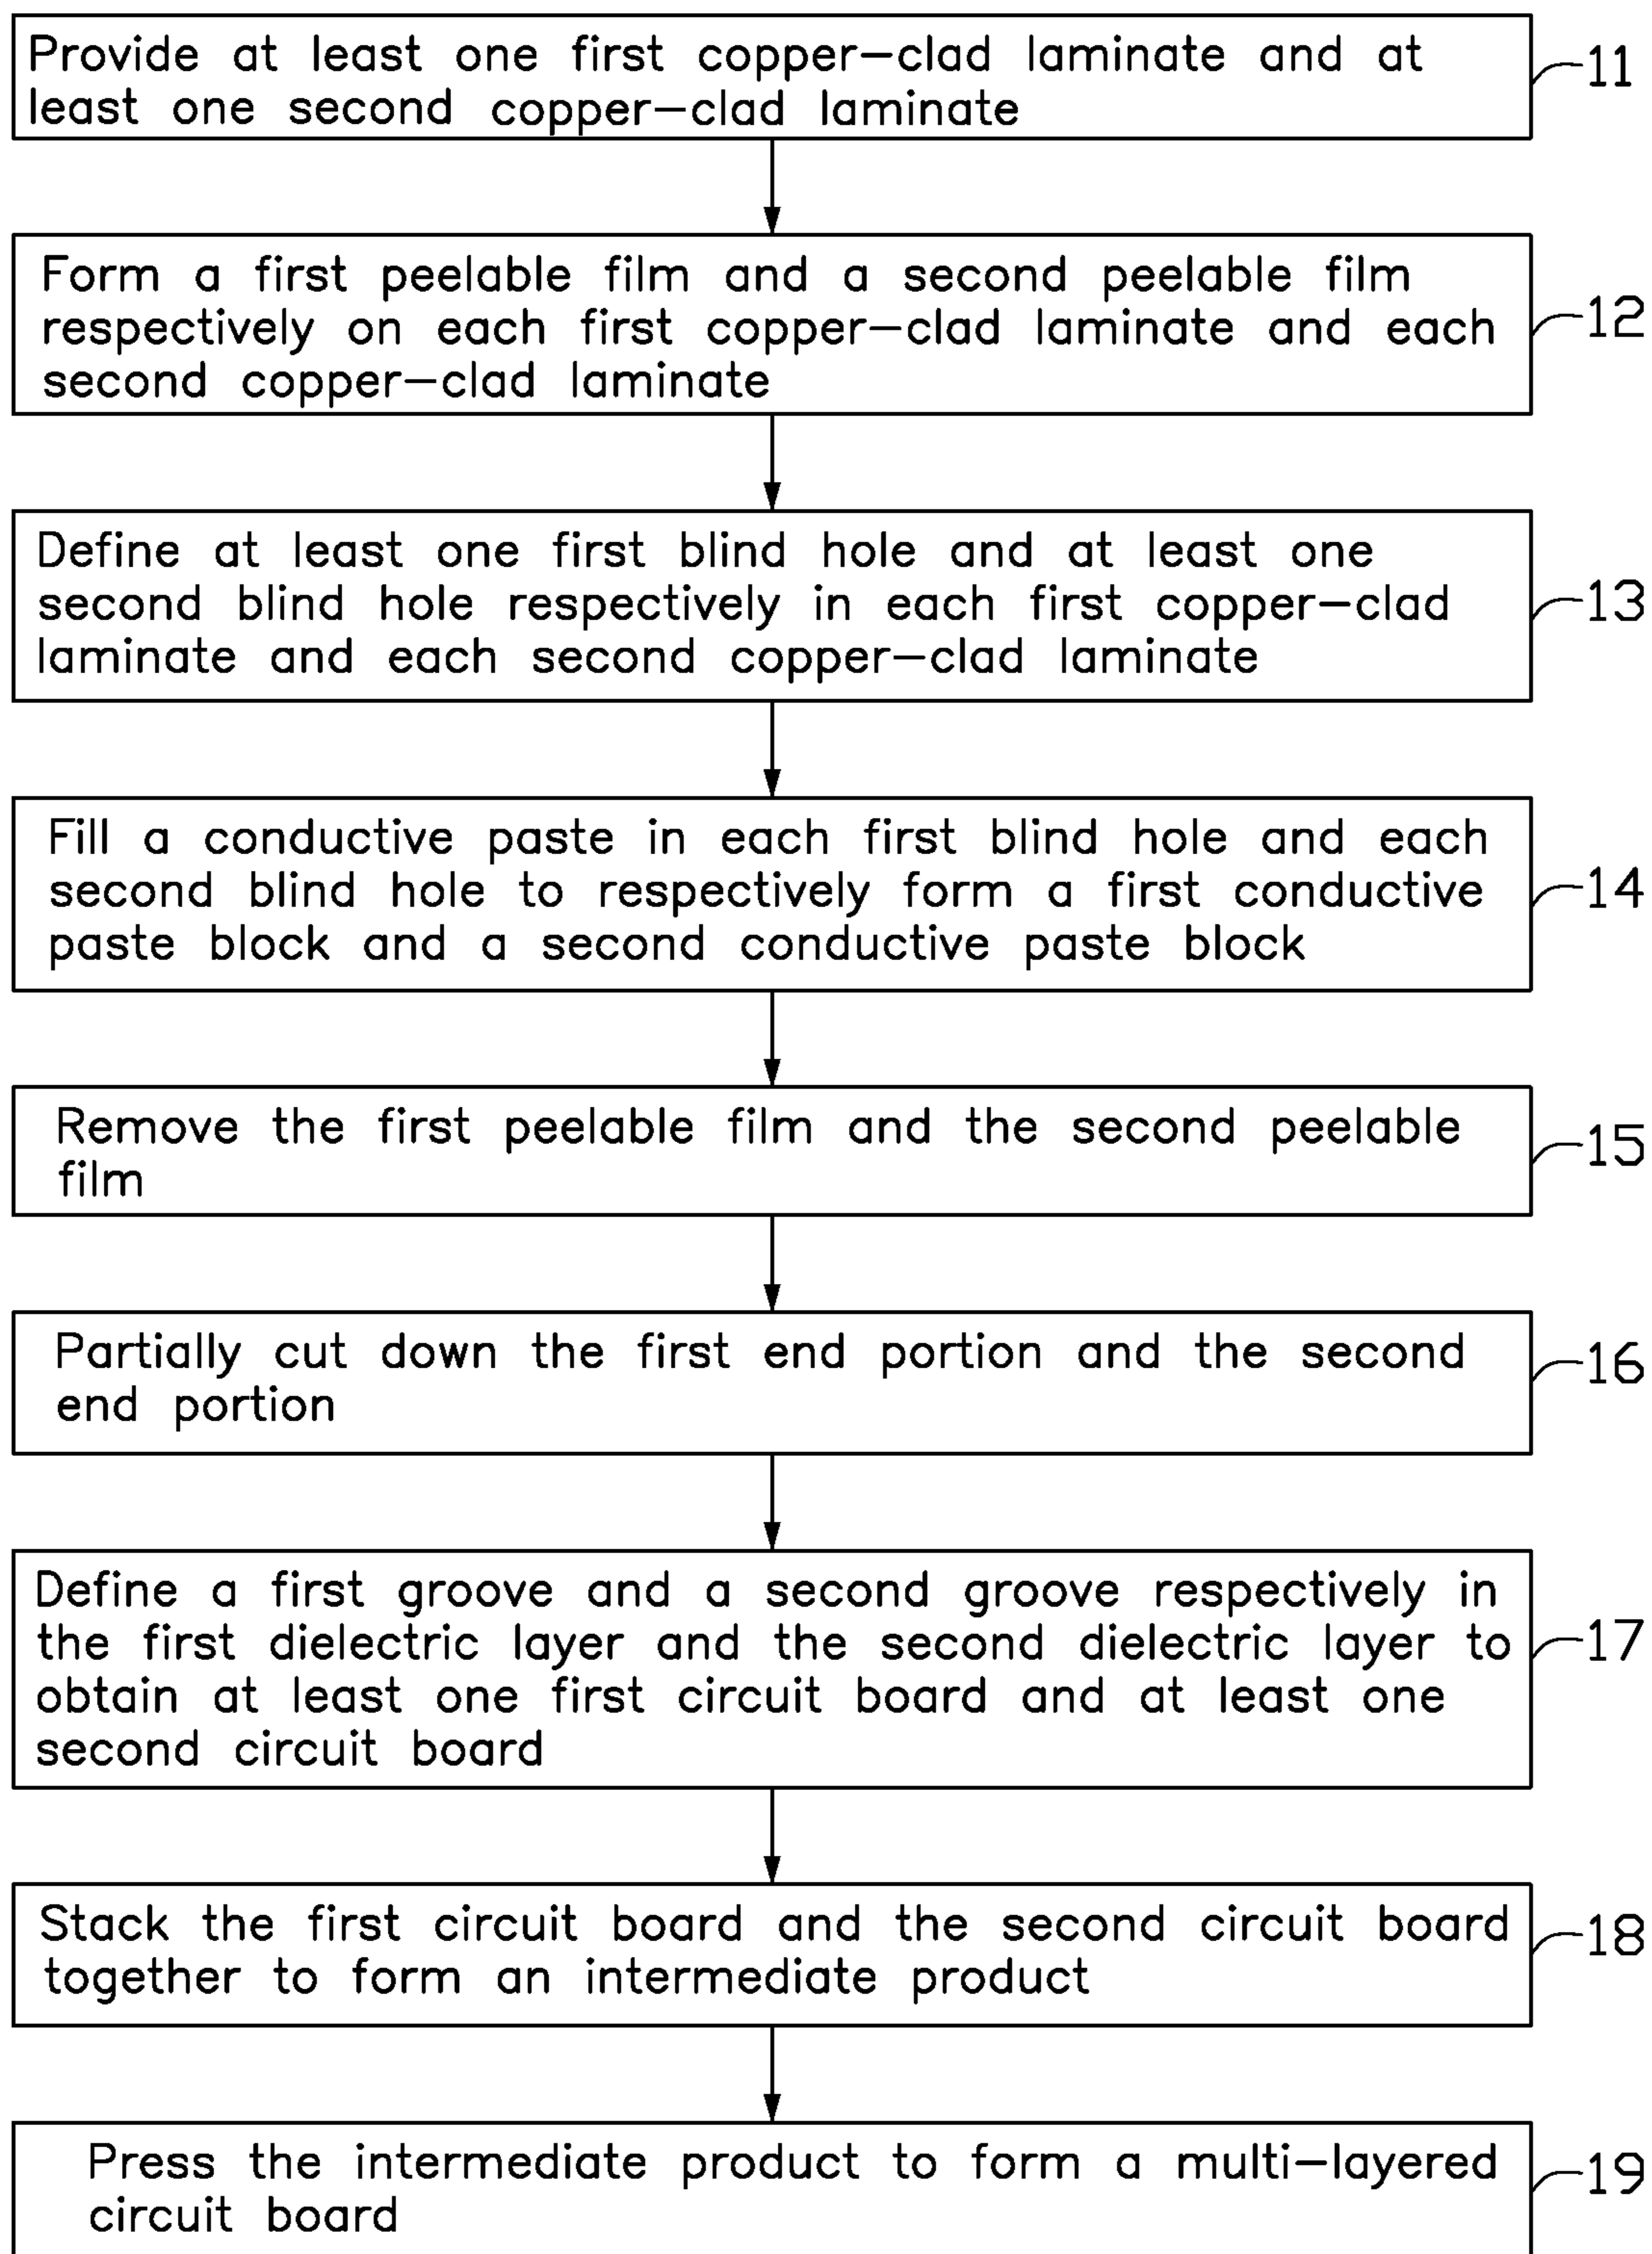 Provide at least one first copper-clad laminate and at
least one second copper-clad laminate
11
Form a first peelable film and a second peelable film
respectively on each first copper-clad laminate and each
second copper-clad laminate
12
Define at least one first blind hole and at least one
second blind hole respectively in each first copper-clad
laminate and each second copper-clad laminate
13
Fill a conductive paste in each first blind hole and each
second blind hole to respectively form a first conductive
paste block and a second conductive paste block
14
Remove the first peelable film and the second peelable
film
15
Partially cut down the first end portion and the second
end portion
16
Define a first groove and a second groove respectively in
the first dielectric layer and the second dielectric layer to
obtain at least one first circuit board and at least one
second circuit board
17
Stack the first circuit board and the second circuit board
together to form an intermediate product
18
Press the intermediate product to form a multi-layered
circuit board
19